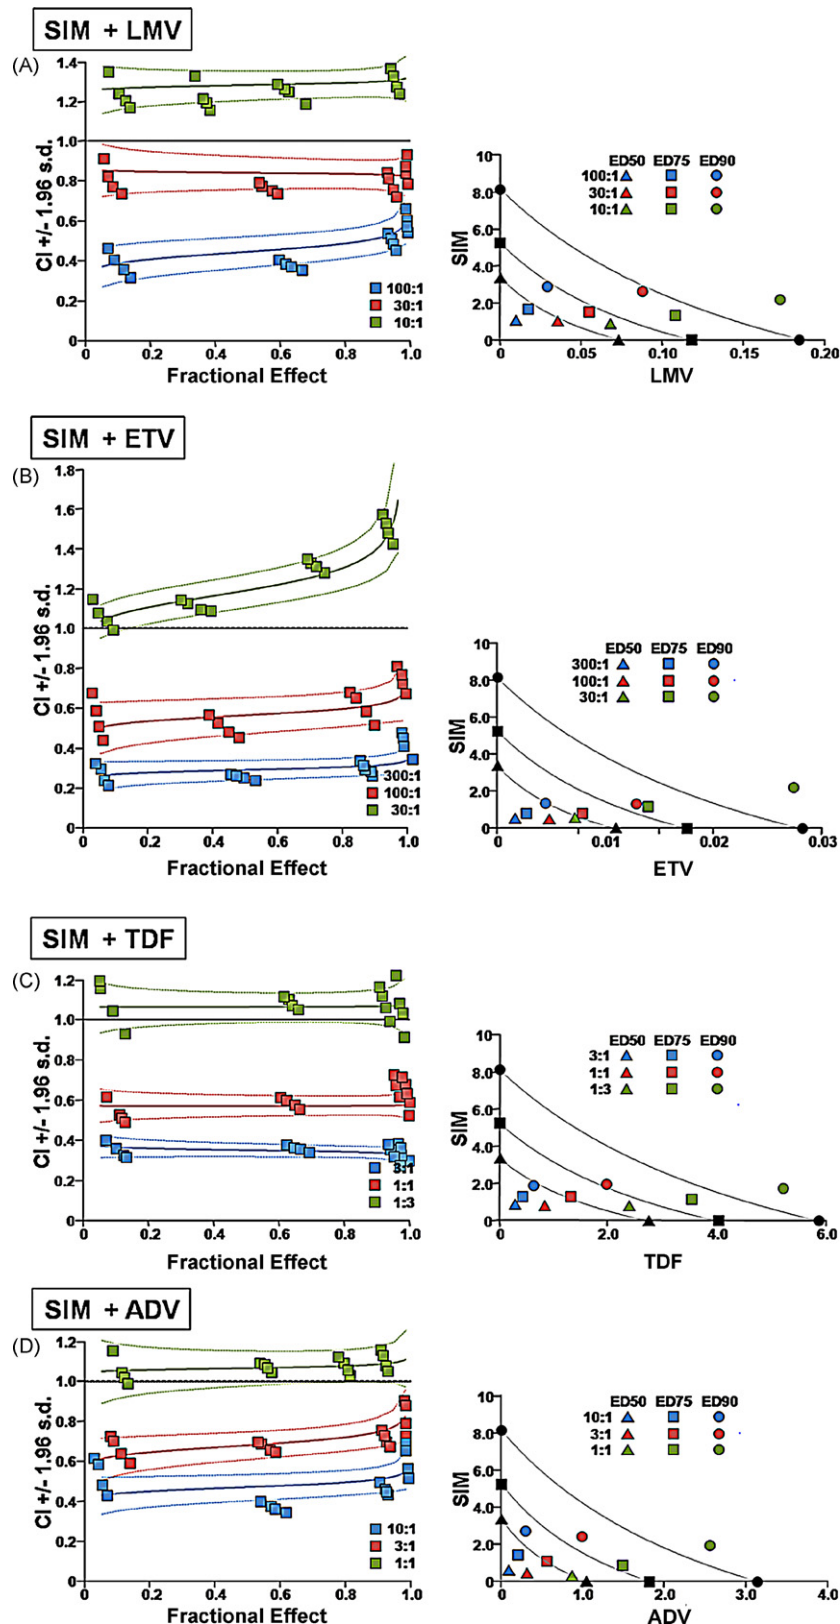 SIM + LMV
(A)
CI +/- 1.96 s.d.
1.4
1.2
1.0
0.8
0.6
0.4
0.2
0
100:1
30:1
10:1
0 0.2 0.4 0.6 0.8 1.0
Fractional Effect
ED50 ED75 ED90
100:1
30:1
10:1
SIM
10
8.0
6.0
4.0
2.0
0
0 0.05 0.10 0.15 0.20
LMV
SIM + ETV
(B)
CI +/- 1.96 s.d.
1.8
1.6
1.4
1.2
1.0
0.8
0.6
0.4
0.2
0
300:1
100:1
30:1
0 0.2 0.4 0.6 0.8 1.0
Fractional Effect
ED50 ED75 ED90
300:1
100:1
30:1
SIM
10
8.0
6.0
4.0
2.0
0
0 0.01 0.02 0.03
ETV
SIM + TDF
(C)
CI +/- 1.96 s.d.
1.2
1.0
0.8
0.6
0.4
0.2
0
3:1
1:1
1:3
0 0.2 0.4 0.6 0.8 1.0
Fractional Effect
ED50 ED75 ED90
3:1
1:1
1:3
SIM
10
8.0
6.0
4.0
2.0
0
0 2.0 4.0 6.0
TDF
SIM + ADV
(D)
CI +/- 1.96 s.d.
1.2
1.0
0.8
0.6
0.4
0.2
0
10:1
3:1
1:1
0 0.2 0.4 0.6 0.8 1.0
Fractional Effect
ED50 ED75 ED90
10:1
3:1
1:1
SIM
10
8.0
6.0
4.0
2.0
0
0 1.0 2.0 3.0 4.0
ADV